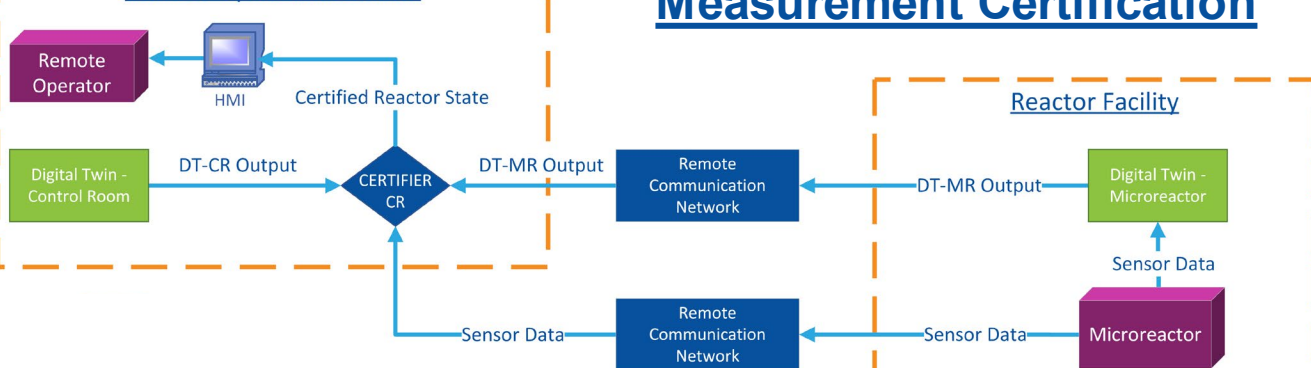 Measurement Certification
Remote
Operator
HMI
Certified Reactor State
Reactor Facility
Digital Twin -
Control Room
DT-CR Output
CERTIFIER
CR
DT-MR Output
Remote
Communication
Network
DT-MR Output
Digital Twin -
Microreactor
Sensor Data
Sensor Data
Remote
Communication
Network
Sensor Data
Microreactor